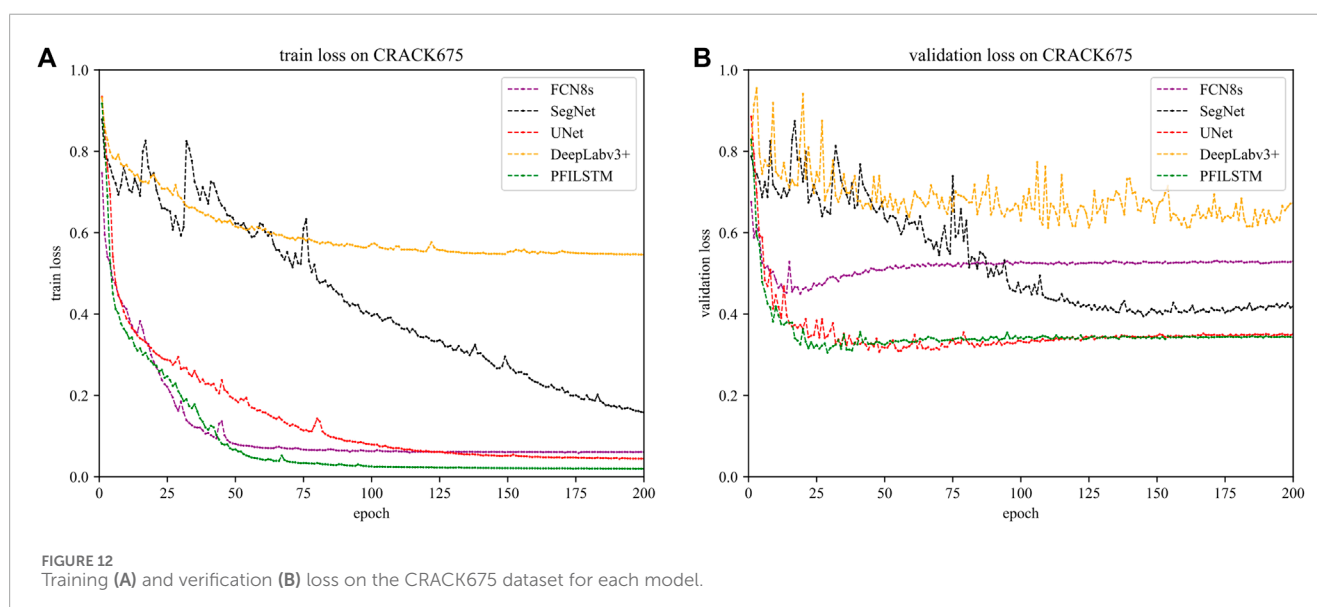 A
train loss on CRACK675
1.0
0.8
0.6
0.4
0.2
0.0
train loss
0
25
50
75
100
125
150
175
200
epoch
FCN8s
SegNet
UNet
DeepLabv3+
PFILSTM
B
validation loss on CRACK675
1.0
0.8
0.6
0.4
0.2
0.0
validation loss
0
25
50
75
100
125
150
175
200
epoch
FCN8s
SegNet
UNet
DeepLabv3+
PFILSTM
FIGURE 12
Training (A) and verification (B) loss on the CRACK675 dataset for each model.